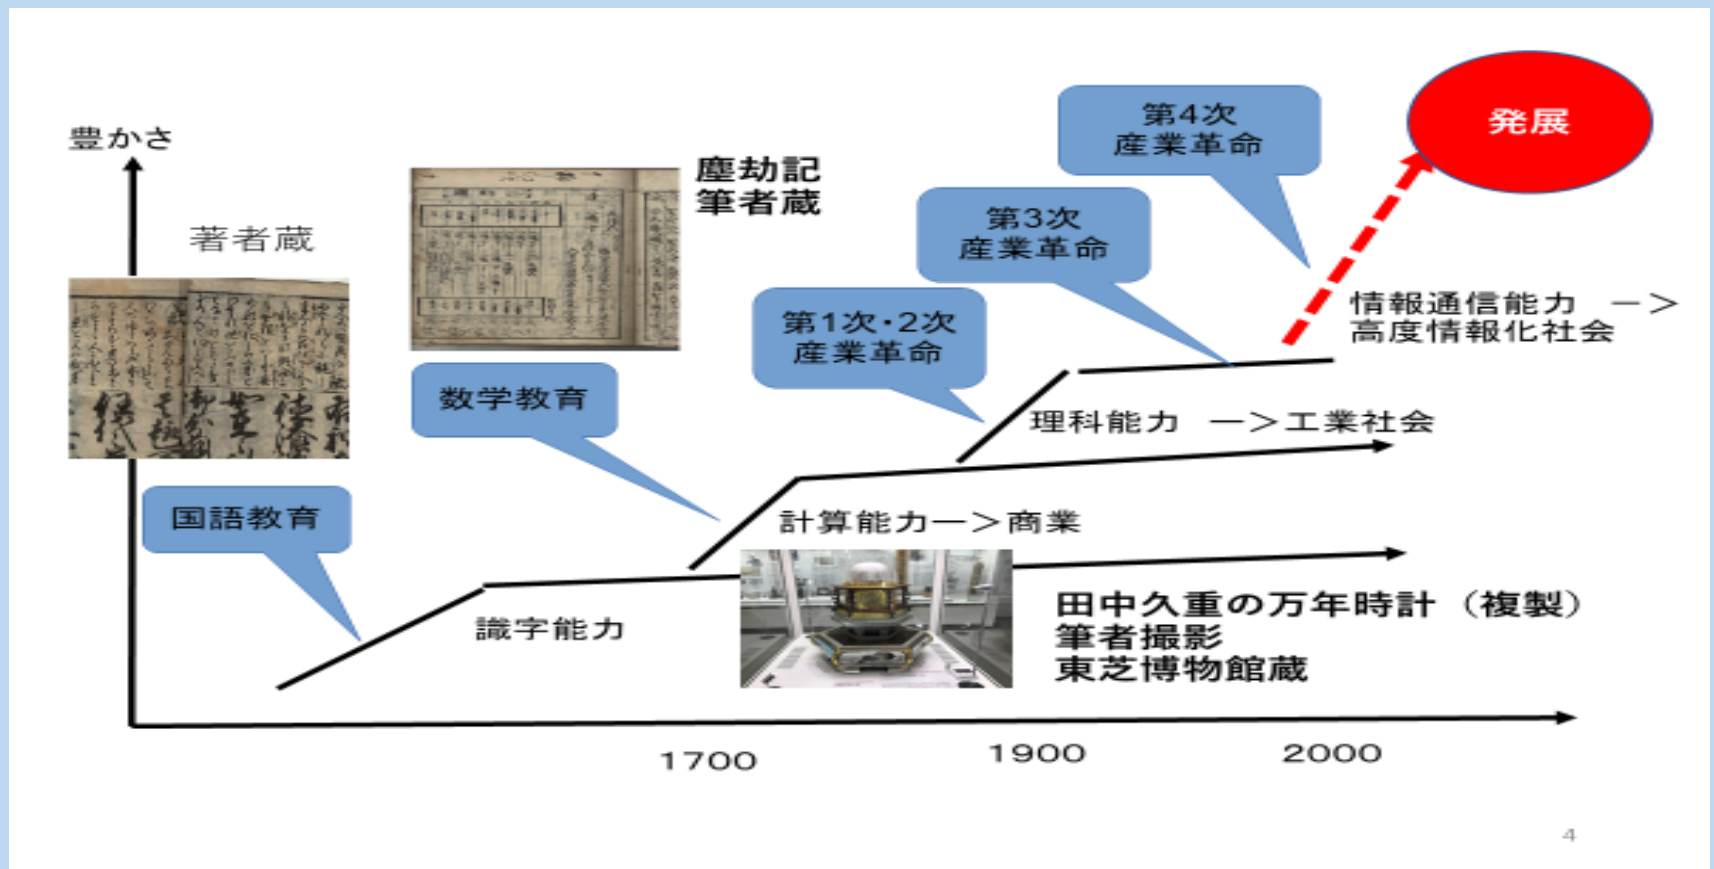 豊かさ
著者蔵
塵劫記
筆者蔵
第4次
産業革命
発展
第3次
産業革命
第1次・2次
産業革命
情報通信能力 ー>
高度情報化社会
数学教育
理科能力 ー>工業社会
国語教育
計算能力ー>商業
識字能力
田中久重の万年時計（複製）
筆者撮影
東芝博物館蔵
1700
1900
2000
4